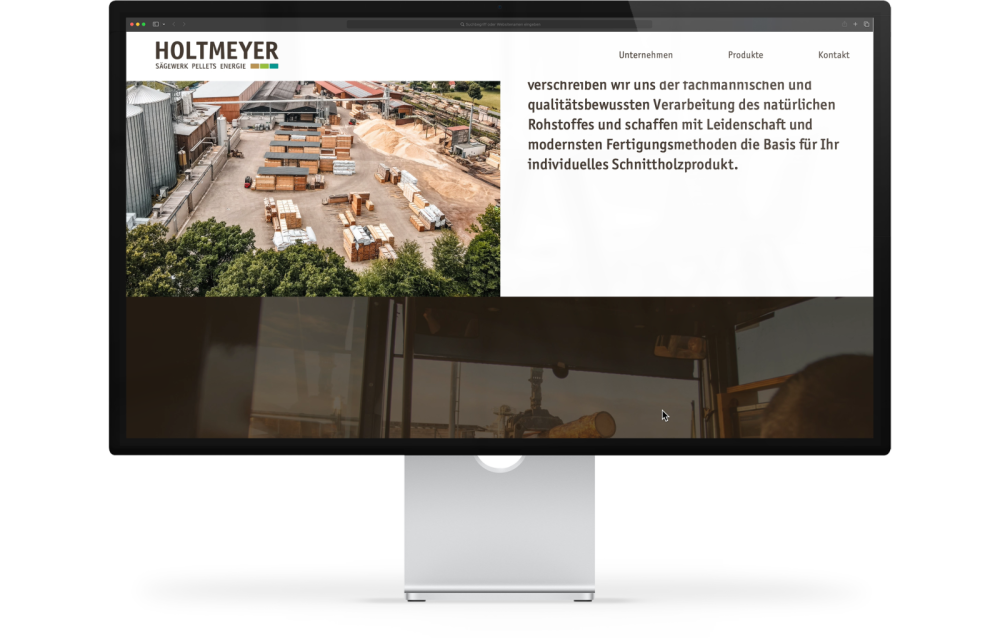 HOLTMEYER
SÄGEWERK PELLETS ENERGIE
Unternehmen
Produkte
Kontakt
verschreiben wir uns der fachmännischen und
qualitätsbewussten Verarbeitung des natürlichen
Rohstoffes und schaffen mit Leidenschaft und
modernsten Fertigungsmethoden die Basis für Ihr
individuelles Schnittholzprodukt.